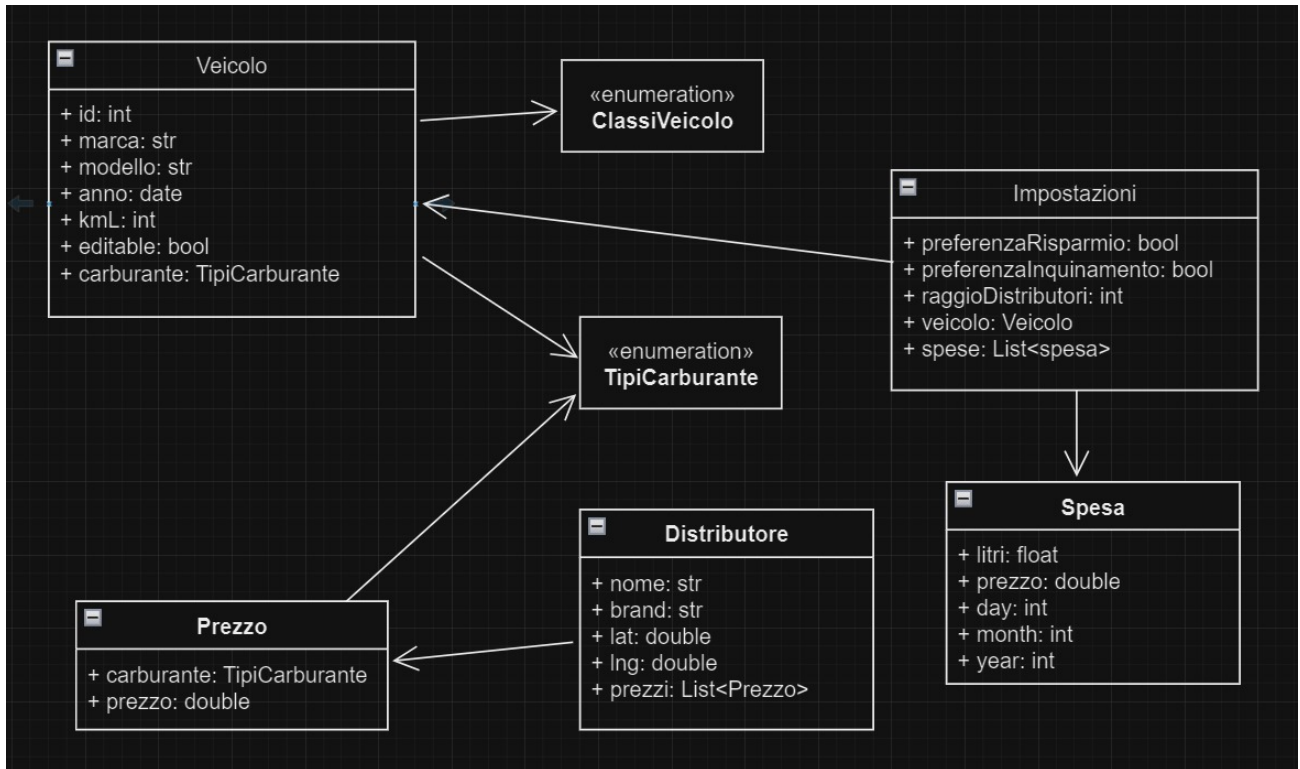 Veicolo
+ id: int
+ marca: str
+ modello: str
+ anno: date
+ kmL: int
+ editable: bool
+ carburante: TipiCarburante
«enumeration»
ClassiVeicolo
Impostazioni
+ preferenzaRisparmio: bool
+ preferenzaInquinamento: bool
+ raggioDistributori: int
+ veicolo: Veicolo
+ spese: List<spesa>
«enumeration»
TipiCarburante
Spesa
+ litri: float
+ prezzo: double
+ day: int
+ month: int
+ year: int
Distributore
+ nome: str
+ brand: str
+ lat: double
+ lng: double
+ prezzi: List<Prezzo>
Prezzo
+ carburante: TipiCarburante
+ prezzo: double